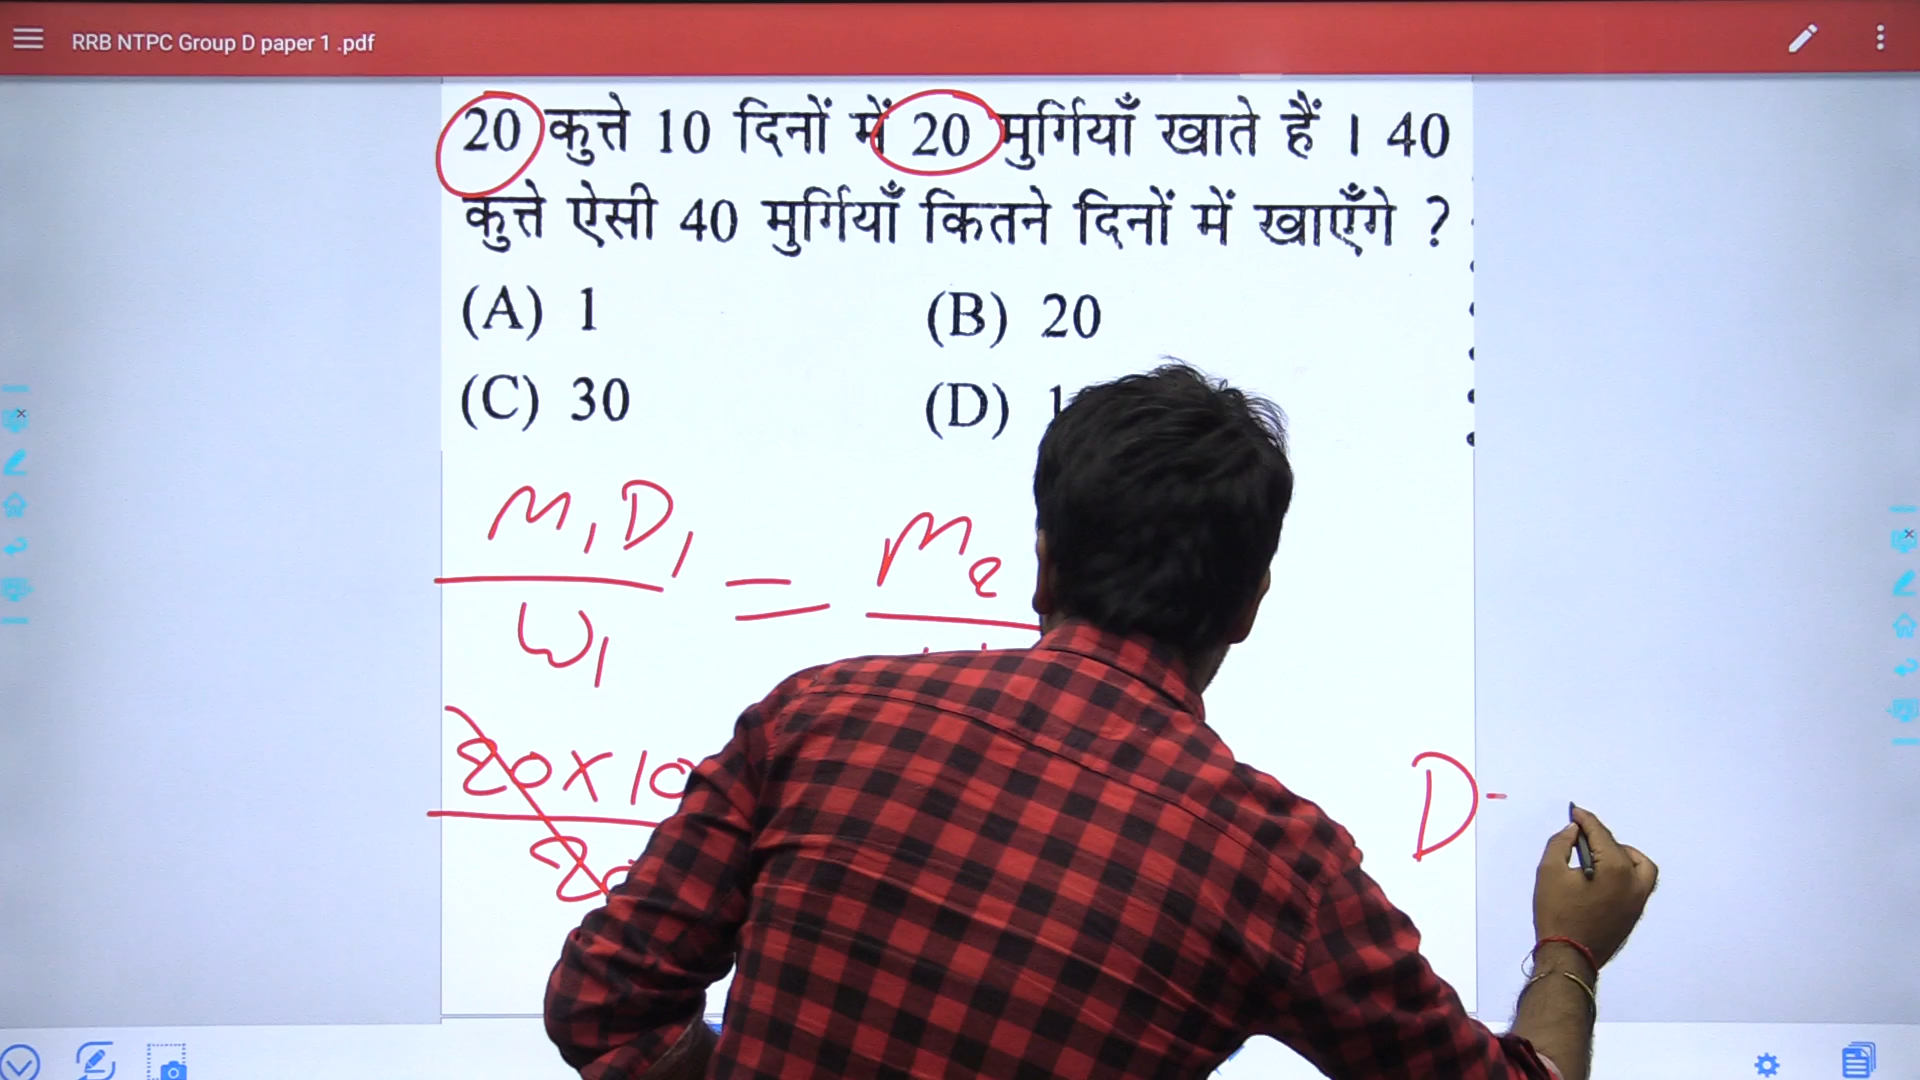 RRB NTPC Group D paper 1 .pdf
20 कुत्ते 10 दिनों में 20 मुर्गियाँ खाते हैं । 40
कुत्ते ऐसी 40 मुर्गियाँ कितने दिनों में खाएँगे ?
(A) 1 (B) 20
(C) 30 (D)
M₁D₁ = M₂
W₁
20×10
20
D-